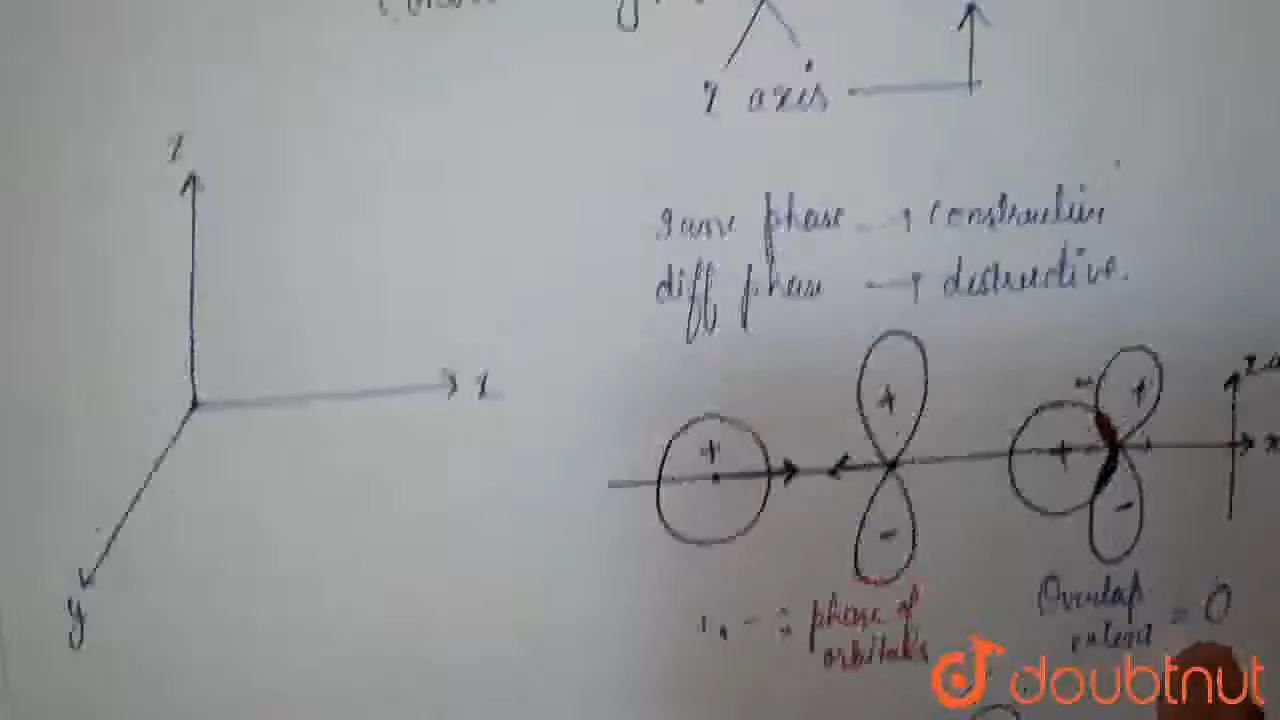 z axis
z
same phase → constructive
diff phase → destructive.
x
+
+
+
+
-
-
x
y
+, - : phase of orbitals
Overlap extent = 0
doubtnut